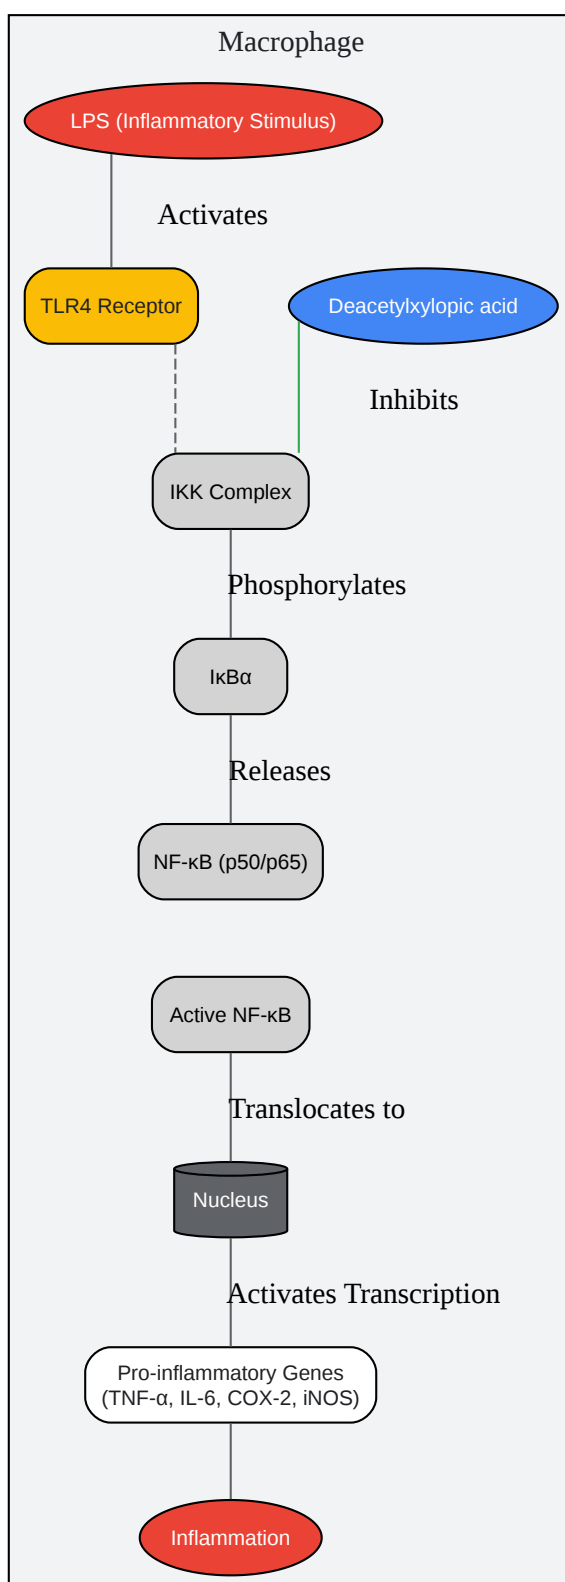 Macrophage
LPS (Inflammatory Stimulus)
Activates
TLR4 Receptor
Deacetylxylopic acid
Inhibits
IKK Complex
Phosphorylates
IκBα
Releases
NF-κB (p50/p65)
Active NF-κB
Translocates to
Nucleus
Activates Transcription
Pro-inflammatory Genes
(TNF-α, IL-6, COX-2, iNOS)
Inflammation